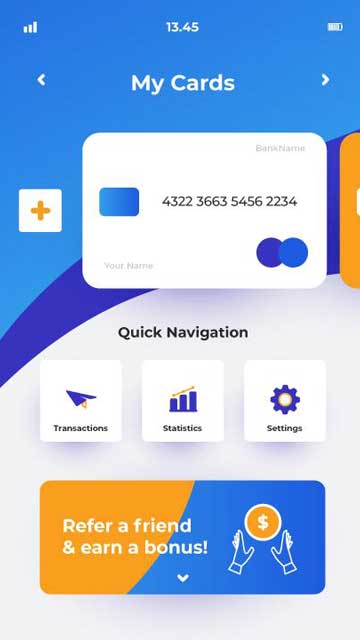 13.45
My Cards
BankName
4322 3663 5456 2234
Your Name
Quick Navigation
Transactions
Statistics
Settings
Refer a friend
& earn a bonus!
$